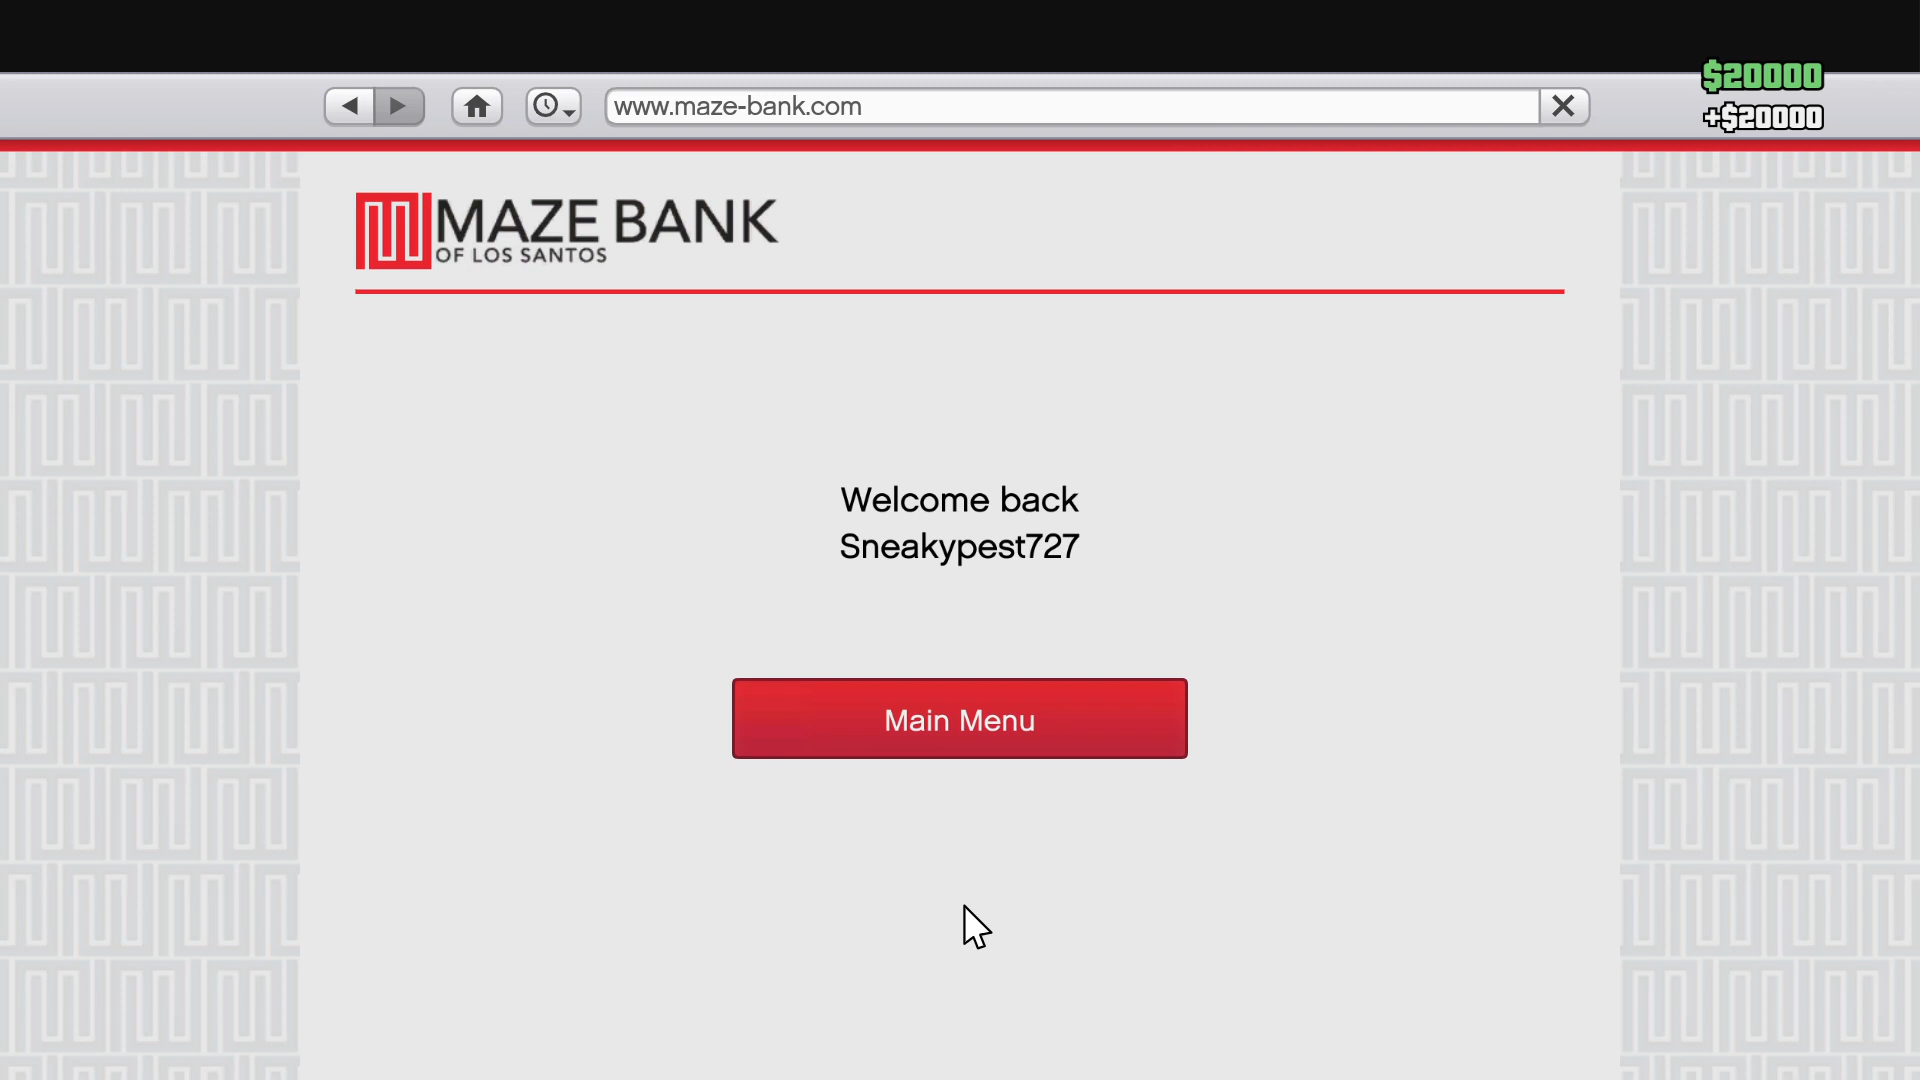 $20000
www.maze-bank.com
+$20000
MAZE BANK
OF LOS SANTOS
Welcome back
Sneakypest727
Main Menu